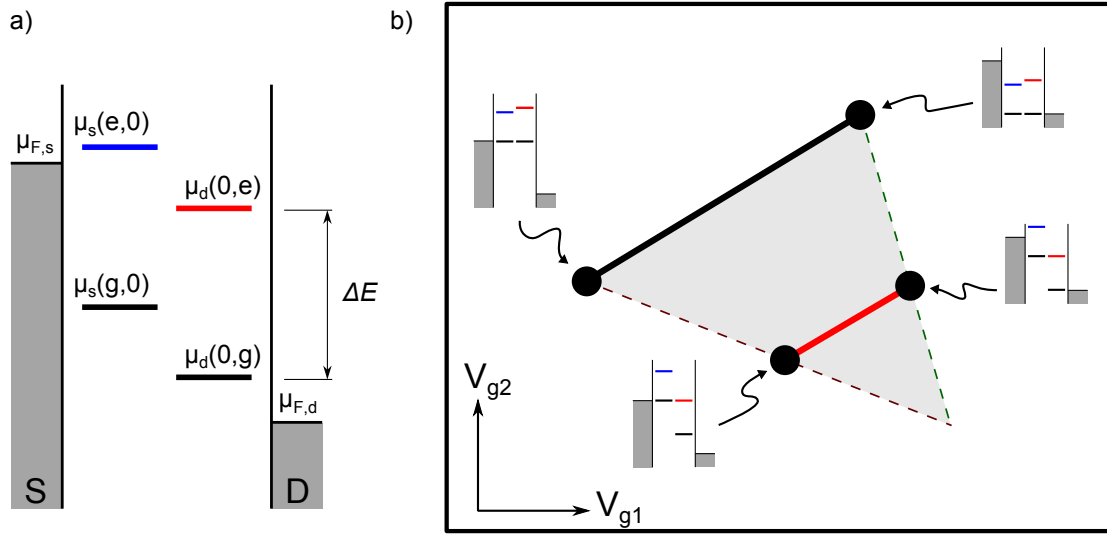 a)
μs(e,0)
μF,s
μd(0,e)
μs(g,0)
ΔE
μd(0,g)
μF,d
S
D
b)
Vg2
Vg1